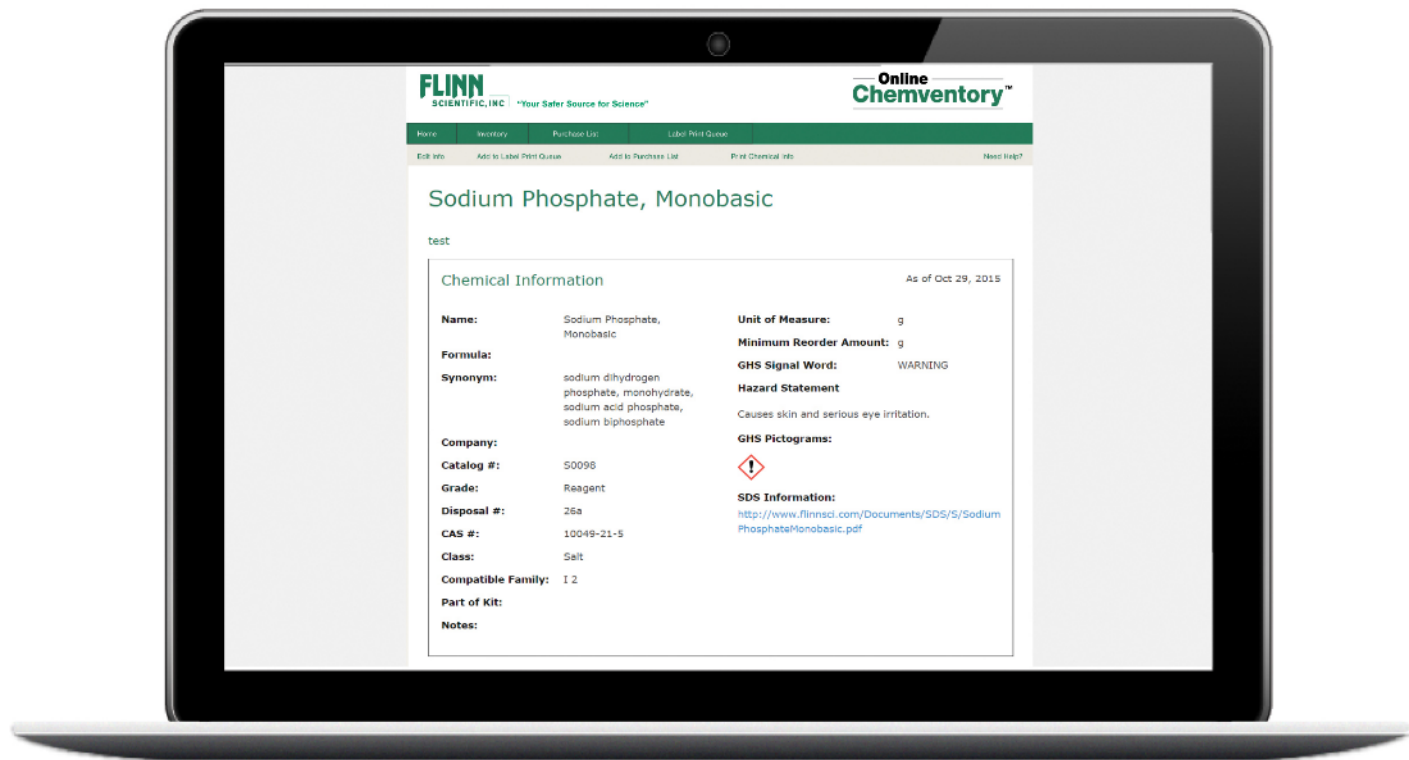 FLINN
SCIENTIFIC, INC
"Your Safer Source for Science"
Online
Chemventory™
Home Inventory Purchase List Label Print Queue
Edit Info Add to Label Print Queue Add to Purchase List Print Chemical Info Need Help?
Sodium Phosphate, Monobasic
test
Chemical Information
As of Oct 29, 2015
Name: Sodium Phosphate,
Monobasic
Formula:
Synonym: sodium dihydrogen
phosphate, monohydrate,
sodium acid phosphate,
sodium biphosphate
Company:
Catalog #: S0098
Grade: Reagent
Disposal #: 26a
CAS #: 10049-21-5
Class: Salt
Compatible Family: I 2
Part of Kit:
Notes:
Unit of Measure: g
Minimum Reorder Amount: g
GHS Signal Word: WARNING
Hazard Statement
Causes skin and serious eye irritation.
GHS Pictograms:
SDS Information:
http://www.flinnsci.com/Documents/SDS/S/Sodium
PhosphateMonobasic.pdf